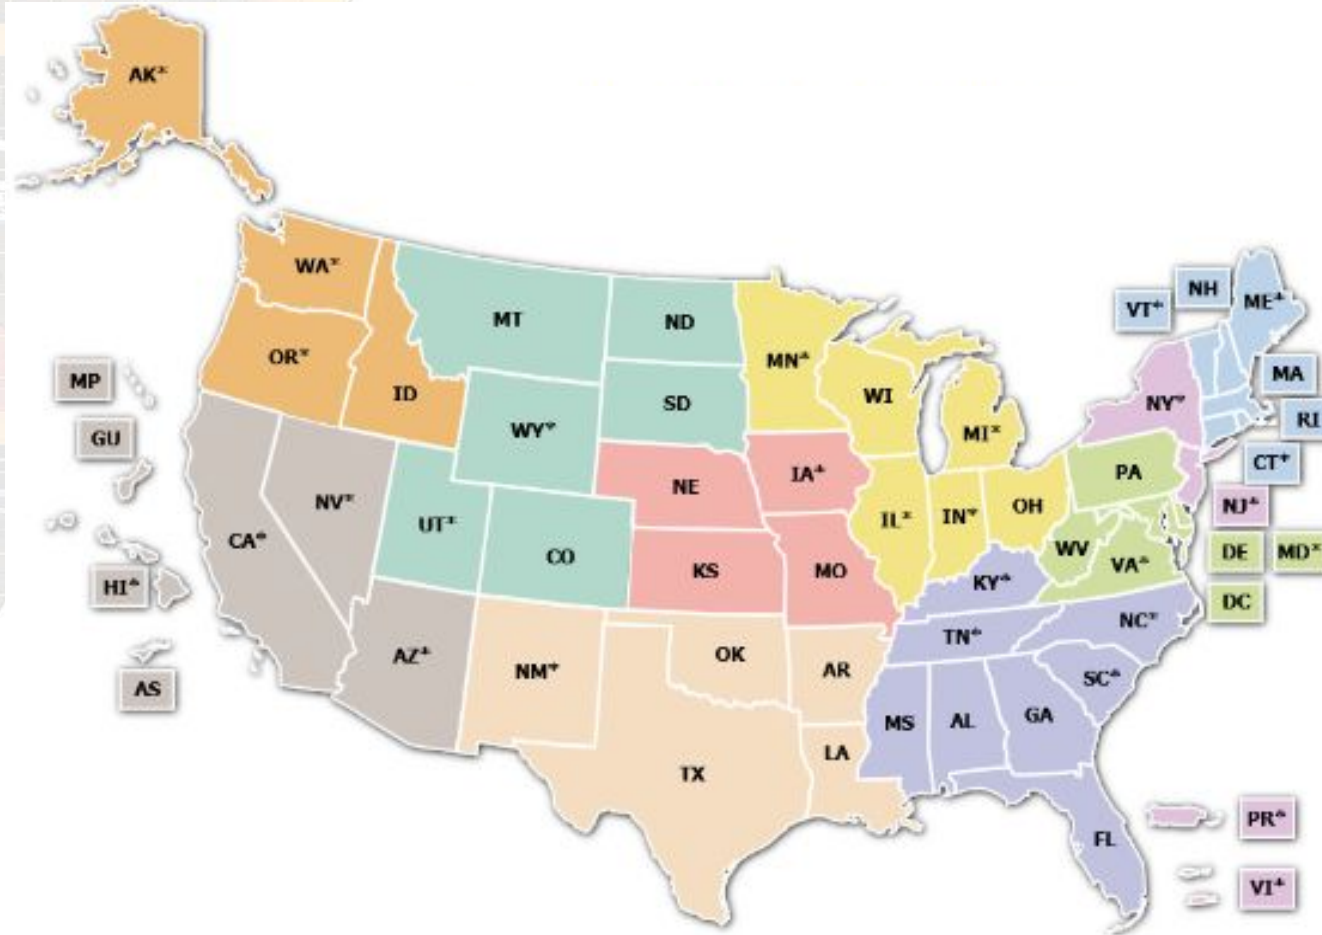 AK*
WA*
MT
ND
MN*
VT*
NH
ME*
OR*
ID
SD
WI
MI*
NY*
MA
RI
MP
WY*
GU
NE
IA*
PA
CT*
NV*
UT*
CO
IL*
IN*
OH
NJ*
CA*
KS
MO
WV
VA*
DE
MD*
HI*
KY*
DC
AZ*
NM*
OK
AR
TN*
NC*
SC*
AS
TX
LA
MS
AL
GA
FL
PR*
VI*